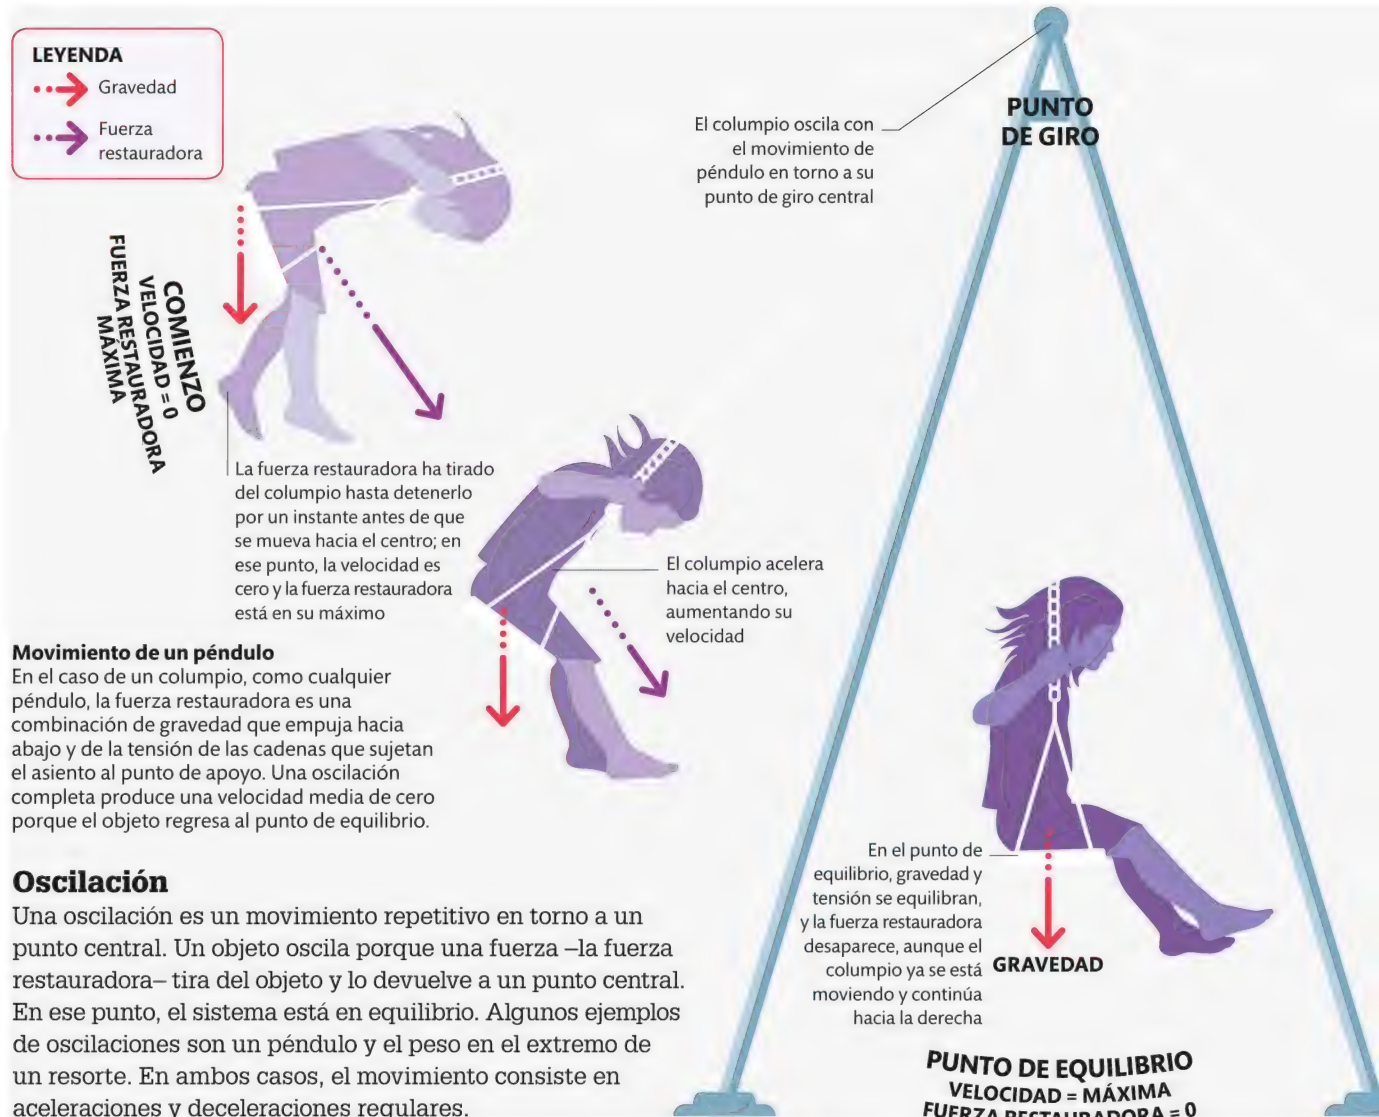 LEYENDA
Gravedad
Fuerza
restauradora
COMIENZO
VELOCIDAD = 0
FUERZA RESTAURADORA
MÁXIMA
La fuerza restauradora ha tirado
del columpio hasta detenerlo
por un instante antes de que
se mueva hacia el centro; en
ese punto, la velocidad es
cero y la fuerza restauradora
está en su máximo
El columpio acelera
hacia el centro,
aumentando su
velocidad
Movimiento de un péndulo
En el caso de un columpio, como cualquier
péndulo, la fuerza restauradora es una
combinación de gravedad que empuja hacia
abajo y de la tensión de las cadenas que sujetan
el asiento al punto de apoyo. Una oscilación
completa produce una velocidad media de cero
porque el objeto regresa al punto de equilibrio.
Oscilación
Una oscilación es un movimiento repetitivo en torno a un
punto central. Un objeto oscila porque una fuerza –la fuerza
restauradora– tira del objeto y lo devuelve a un punto central.
En ese punto, el sistema está en equilibrio. Algunos ejemplos
de oscilaciones son un péndulo y el peso en el extremo de
un resorte. En ambos casos, el movimiento consiste en
aceleraciones y deceleraciones regulares.
El columpio oscila con
el movimiento de
péndulo en torno a su
punto de giro central
PUNTO
DE GIRO
En el punto de
equilibrio, gravedad y
tensión se equilibran,
y la fuerza restauradora
desaparece, aunque el
columpio ya se está
moviendo y continúa
hacia la derecha
GRAVEDAD
PUNTO DE EQUILIBRIO
VELOCIDAD = MÁXIMA
FUERZA RESTAURADORA = 0